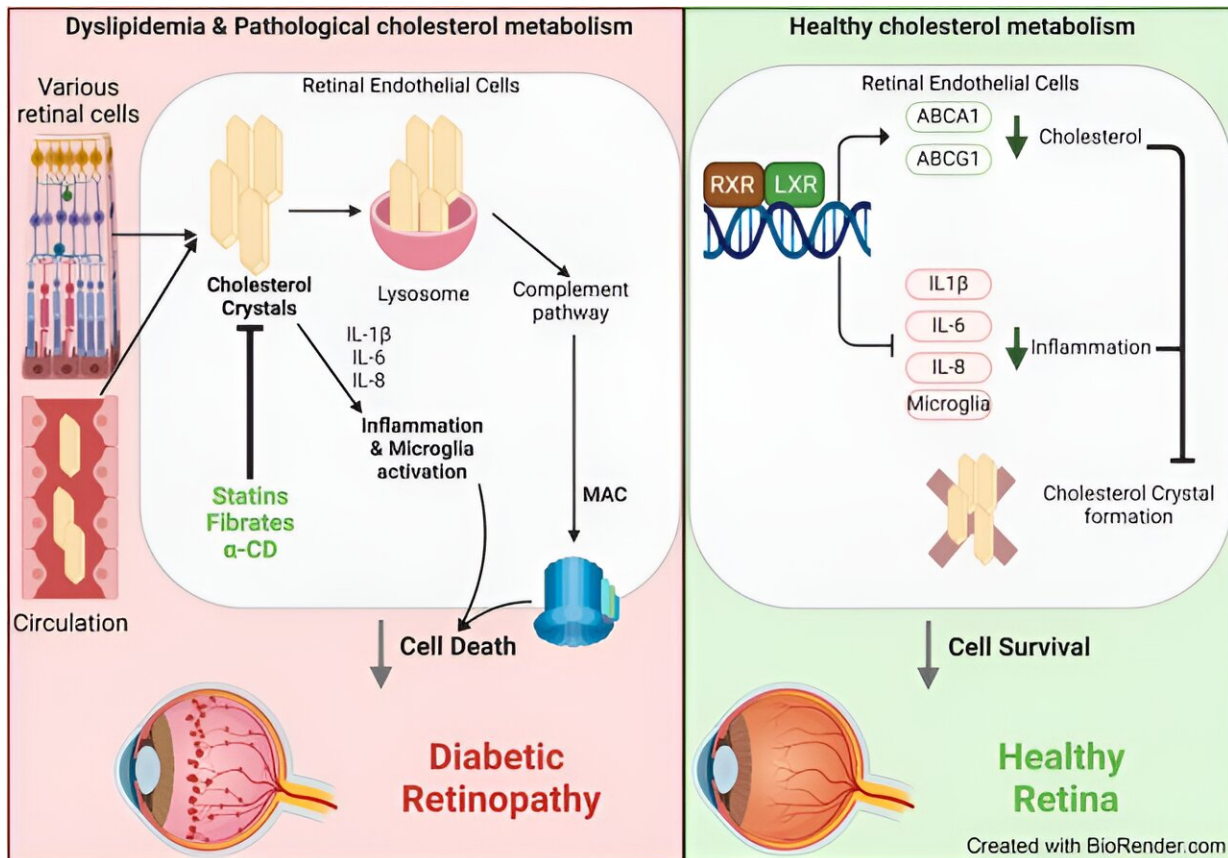 Dyslipidemia & Pathological cholesterol metabolism
Various
retinal cells
Retinal Endothelial Cells
Cholesterol
Crystals
Lysosome
Complement
pathway
IL-1β
IL-6
IL-8
Inflammation
& Microglia
activation
MAC
Statins
Fibrates
α-CD
Circulation
Cell Death
Diabetic
Retinopathy
Healthy cholesterol metabolism
Retinal Endothelial Cells
ABCA1
ABCG1
Cholesterol
RXR LXR
IL1β
IL-6
IL-8
Microglia
Inflammation
Cholesterol Crystal
formation
Cell Survival
Healthy
Retina
Created with BioRender.com